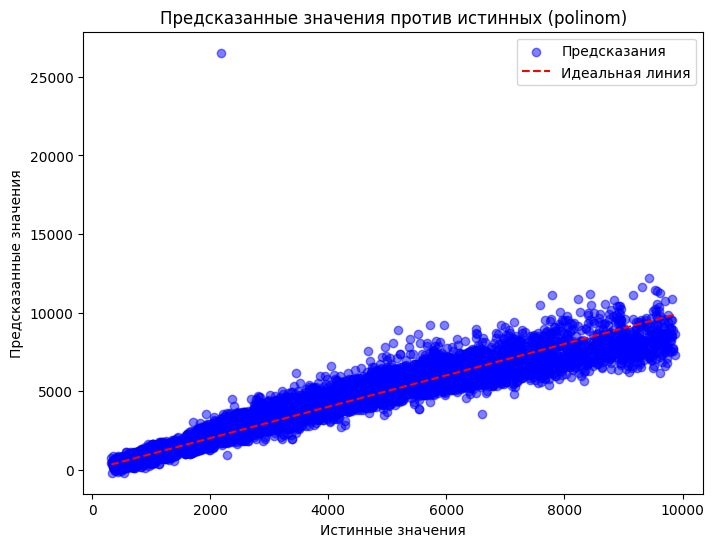 Предсказанные значения против истинных (polinom)
Предсказания
Идеальная линия
Предсказанные значения
25000
20000
15000
10000
5000
0
0 2000 4000 6000 8000 10000
Истинные значения